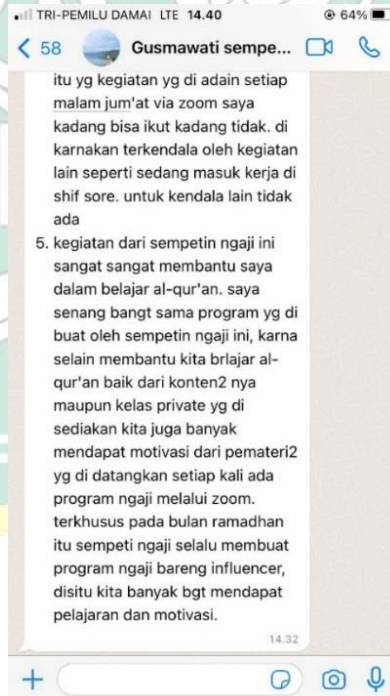 TRI-PEMILU DAMAI LTE 14.40 64%
58 Gusmawati sempe...
itu yg kegiatan yg di adain setiap
malam jum'at via zoom saya
kadang bisa ikut kadang tidak. di
karnakan terkendala oleh kegiatan
lain seperti sedang masuk kerja di
shif sore. untuk kendala lain tidak
ada
5. kegiatan dari sempetin ngaji ini
sangat sangat membantu saya
dalam belajar al-qur'an. saya
senang bangt sama program yg di
buat oleh sempetin ngaji ini, karna
selain membantu kita brlajar al-
qur'an baik dari konten2 nya
maupun kelas private yg di
sediakan kita juga banyak
mendapat motivasi dari pemateri2
yg di datangkan setiap kali ada
program ngaji melalui zoom.
terkhusus pada bulan ramadhan
itu sempeti ngaji selalu membuat
program ngaji bareng influencer,
disitu kita banyak bgt mendapat
pelajaran dan motivasi.
14.32